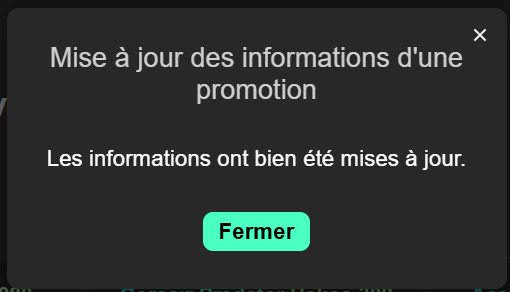 Mise à jour des informations d'une
promotion
Les informations ont bien été mises à jour.
Fermer